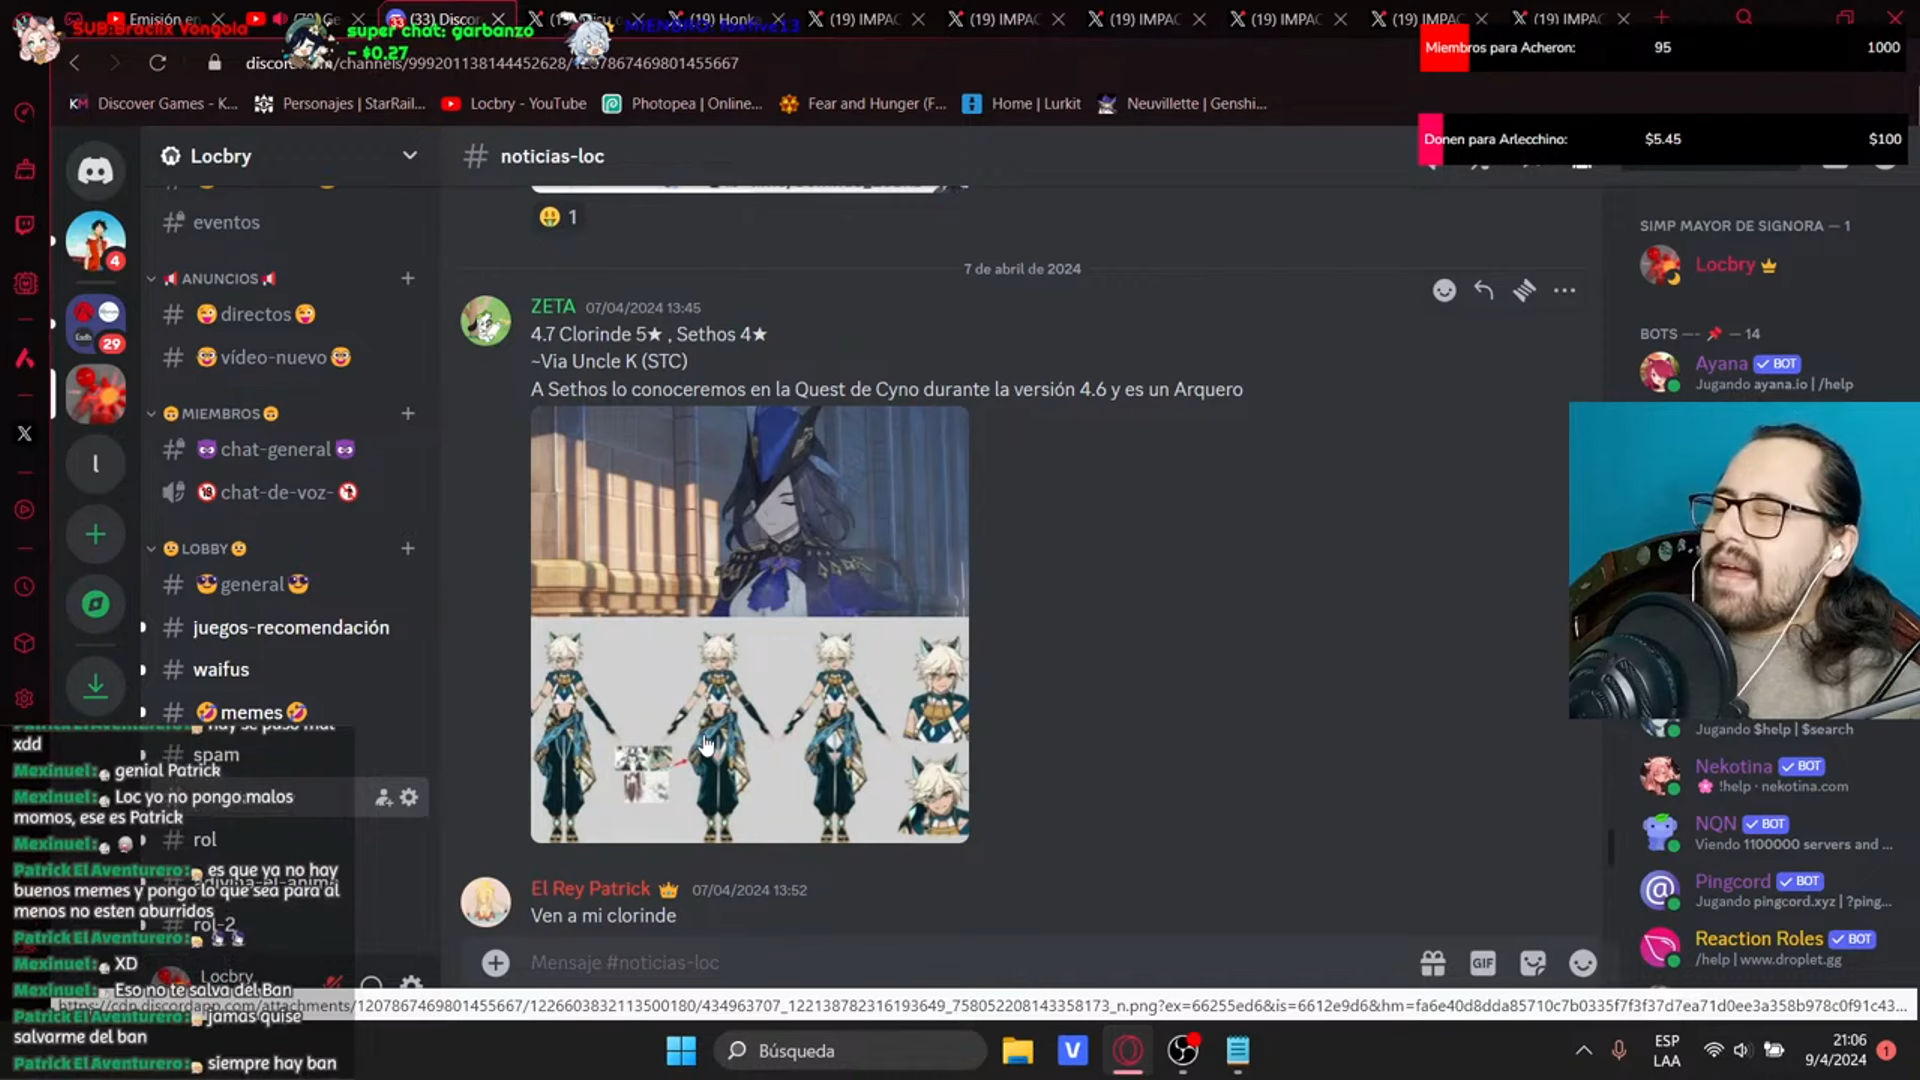 Emisión en
(33) Discor
(19) Honka
(19) IMPAC
(19) IMPAC
(19) IMPAC
(19) IMPAC
(19) IMPAC
(19) IMPAC
SUB:Braclix Vongola
super chat: garbanzo
- $0.27
Miembros para Acheron: 95 1000
/channels/999201138144452628/1207867469801455667
Discover Games - K...
Personajes | StarRail...
Locbry - YouTube
Photopea | Online...
Fear and Hunger (F...
Home | Lurkit
Neuvillette | Genshi...
Donen para Arlecchino: $5.45 $100
Locbry
# noticias-loc
# eventos
1
ANUNCIOS
# directos
# vídeo-nuevo
MIEMBROS
# chat-general
chat-de-voz-
LOBBY
# general
# juegos-recomendación
# waifus
# memes
spam
# rol
rol-2
4
29
l
7 de abril de 2024
ZETA 07/04/2024 13:45
4.7 Clorinde 5★ , Sethos 4★
~Via Uncle K (STC)
A Sethos lo conoceremos en la Quest de Cyno durante la versión 4.6 y es un Arquero
El Rey Patrick 07/04/2024 13:52
Ven a mi clorinde
Mensaje #noticias-loc
GIF
SIMP MAYOR DE SIGNORA — 1
Locbry
BOTS — 14
Ayana BOT
Jugando ayana.io | /help
Jugando $help | $search
Nekotina BOT
!help · nekotina.com
NQN BOT
Viendo 1100000 servers and ...
Pingcord BOT
Jugando pingcord.xyz | ?ping...
Reaction Roles BOT
/help | www.droplet.gg
xdd
Mexinuel: genial Patrick
Mexinuel: Loc yo no pongo malos
momos, ese es Patrick
Mexinuel:
Patrick El Aventurero: es que ya no hay
buenos memes y pongo lo que sea para al
menos no esten aburridos
Patrick El Aventurero:
Mexinuel: XD
Locbry
Mexinuel: Eso no te salva del Ban
Patrick El Aventurero: jamas quise
salvarme del ban
Patrick El Aventurero: siempre hay ban
https://cdn.discordapp.com/attachments/1207867469801455667/1226603832113500180/434963707_1221387823161936​49_7580522081433581​73_n.png?ex=66255ed6&is=6612e9d6&hm=fa6e40d8dda85710c7b0335f7f3f37d7ea71d0ee3a358b978c0f91c43...
Búsqueda
ESP
LAA
21:06
9/4/2024
1